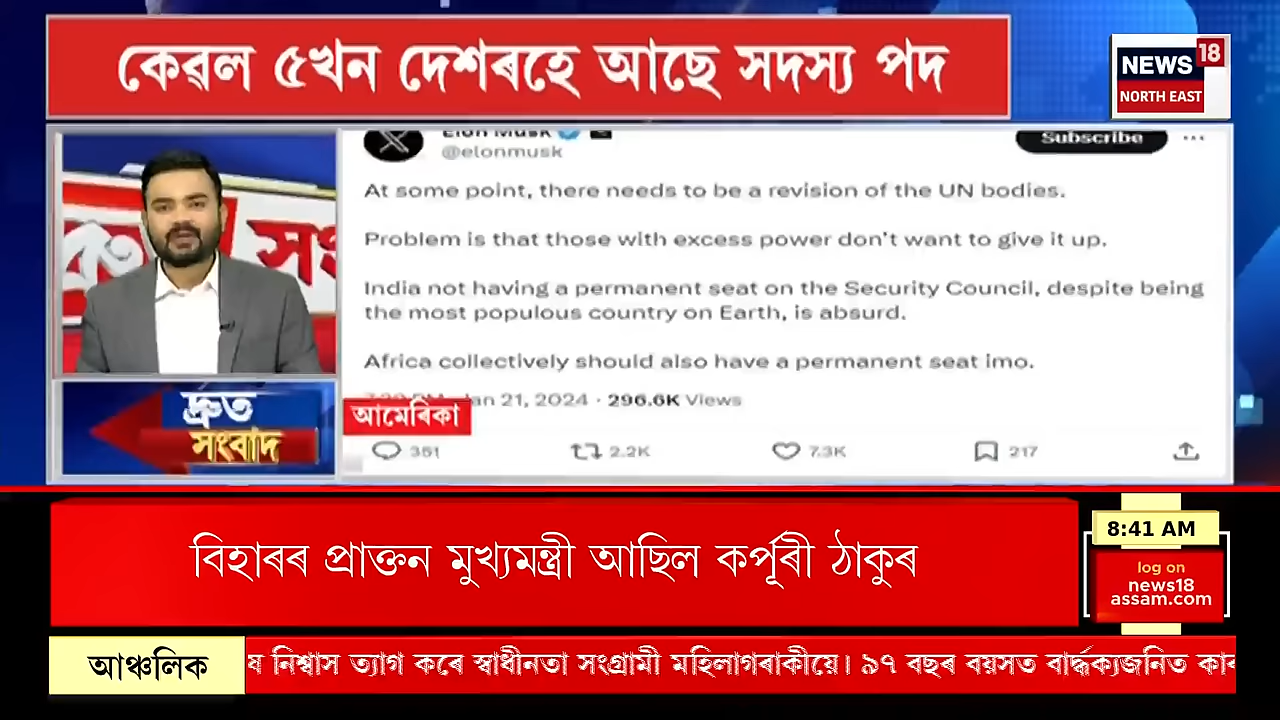 কেৱল ৫খন দেশৰহে আছে সদস্য পদ
NEWS 18
NORTH EAST
Elon Musk
@elonmusk
Subscribe
At some point, there needs to be a revision of the UN bodies.
Problem is that those with excess power don't want to give it up.
India not having a permanent seat on the Security Council, despite being
the most populous country on Earth, is absurd.
Africa collectively should also have a permanent seat imo.
an 21, 2024 · 296.6K Views
আমেৰিকা
351 2.2K 7.3K 217
দ্ৰুত
সংবাদ
বিহাৰৰ প্ৰাক্তন মুখ্যমন্ত্ৰী আছিল কৰ্পূৰী ঠাকুৰ
8:41 AM
log on
news18
assam.com
আঞ্চলিক
নিশ্বাস ত্যাগ কৰে স্বাধীনতা সংগ্ৰামী মহিলাগৰাকীয়ে। ৯৭ বছৰ বয়সত বাৰ্দ্ধক্যজনিত